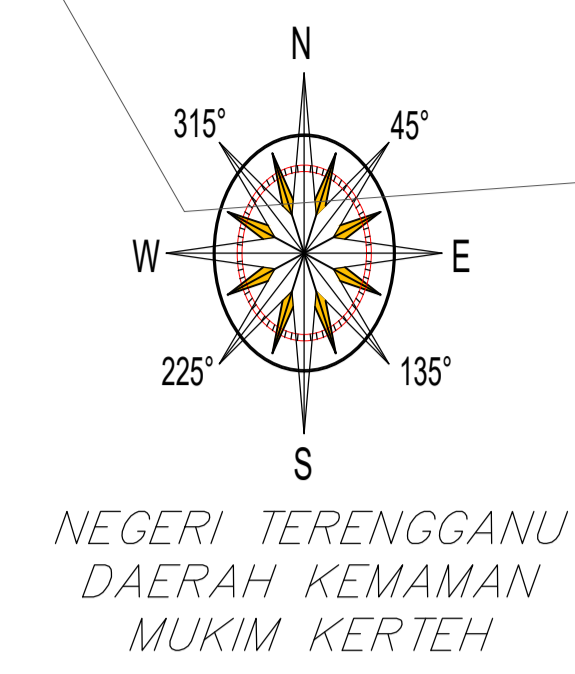 N
315°
45°
W
E
225°
135°
S
NEGERI TERENGGANU
DAERAH KEMAMAN
MUKIM KERTEH